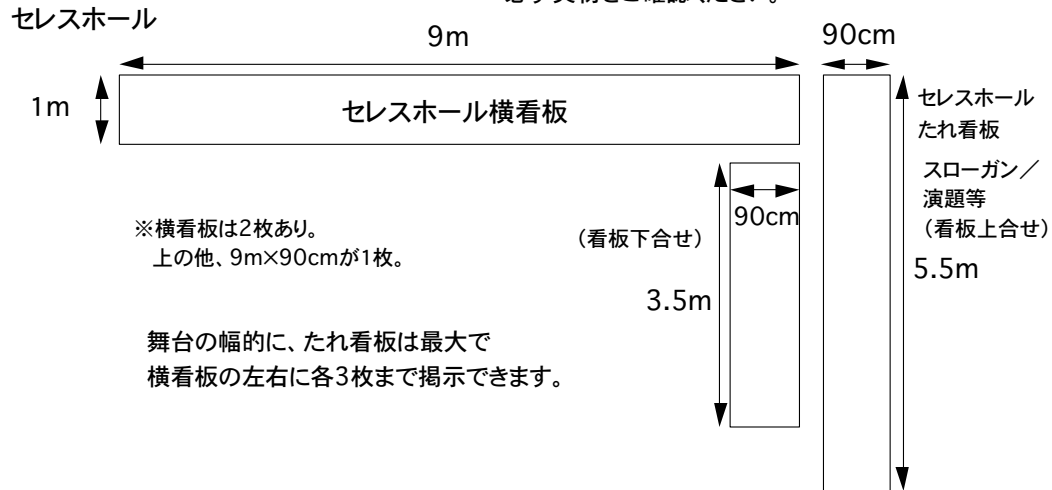 セレスホール
9m
90cm
1m
セレスホール横看板
セレスホール
たれ看板
スローガン／
演題等
（看板上合せ）
5.5m
90cm
（看板下合せ）
3.5m
※横看板は2枚あり。
上の他、9m×90cmが1枚。
舞台の幅的に、たれ看板は最大で
横看板の左右に各3枚まで掲示できます。